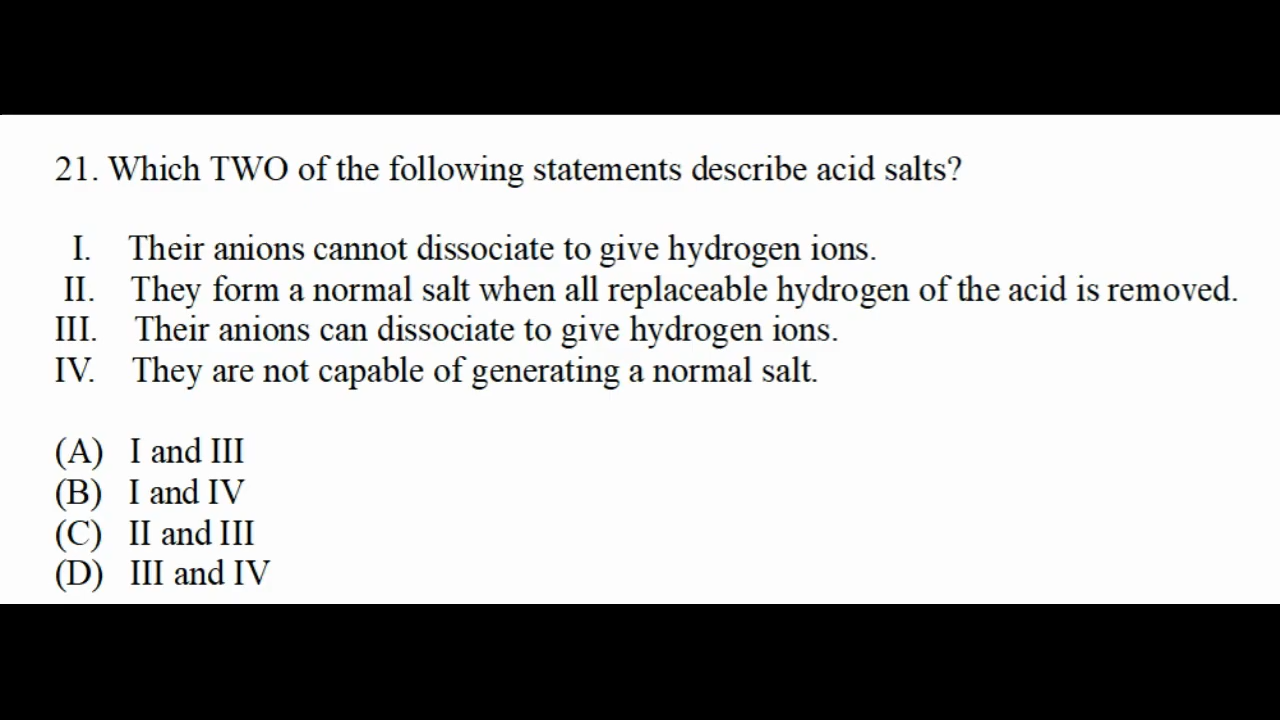 21. Which TWO of the following statements describe acid salts?
I. Their anions cannot dissociate to give hydrogen ions.
II. They form a normal salt when all replaceable hydrogen of the acid is removed.
III. Their anions can dissociate to give hydrogen ions.
IV. They are not capable of generating a normal salt.
(A) I and III
(B) I and IV
(C) II and III
(D) III and IV